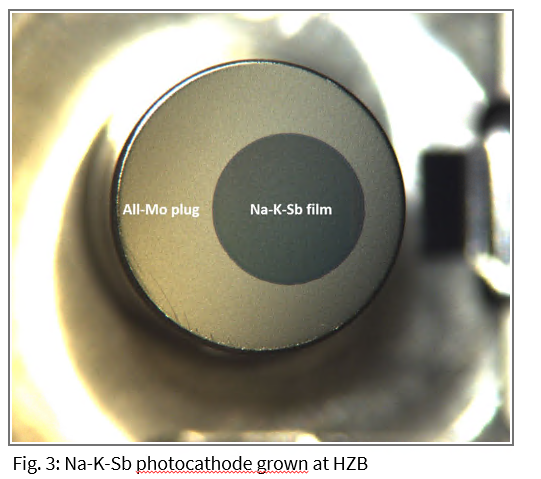 All-Mo plug Na-K-Sb film
Fig. 3: Na-K-Sb photocathode grown at HZB